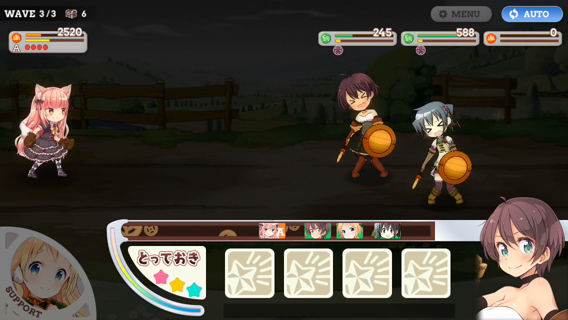 WAVE 3/3 6
MENU
AUTO
2520
A
245
588
0
A
とっておき
SUPPORT